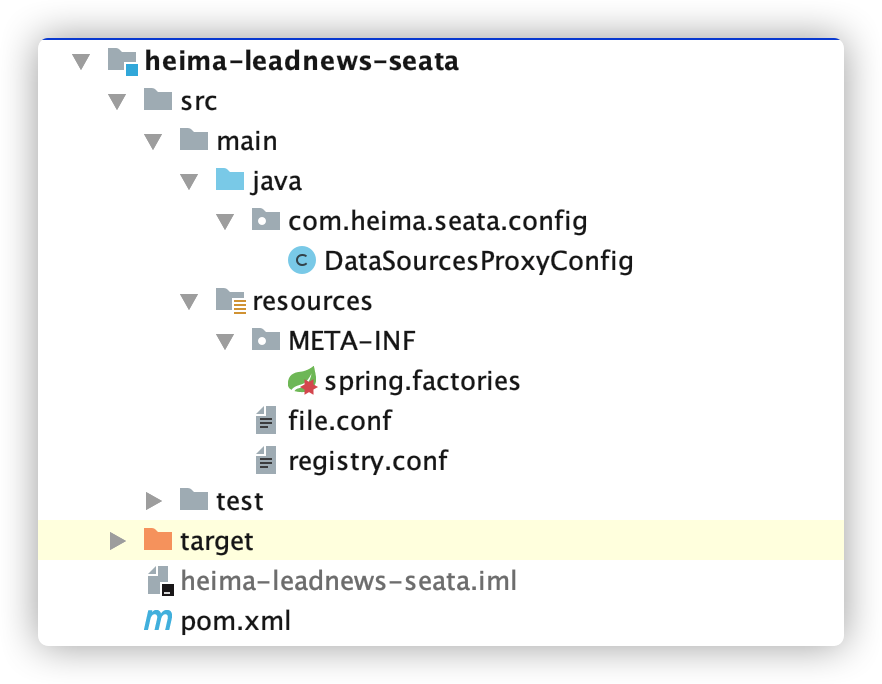 heima-leadnews-seata
src
main
java
com.heima.seata.config
C DataSourcesProxyConfig
resources
META-INF
spring.factories
file.conf
registry.conf
test
target
heima-leadnews-seata.iml
m pom.xml